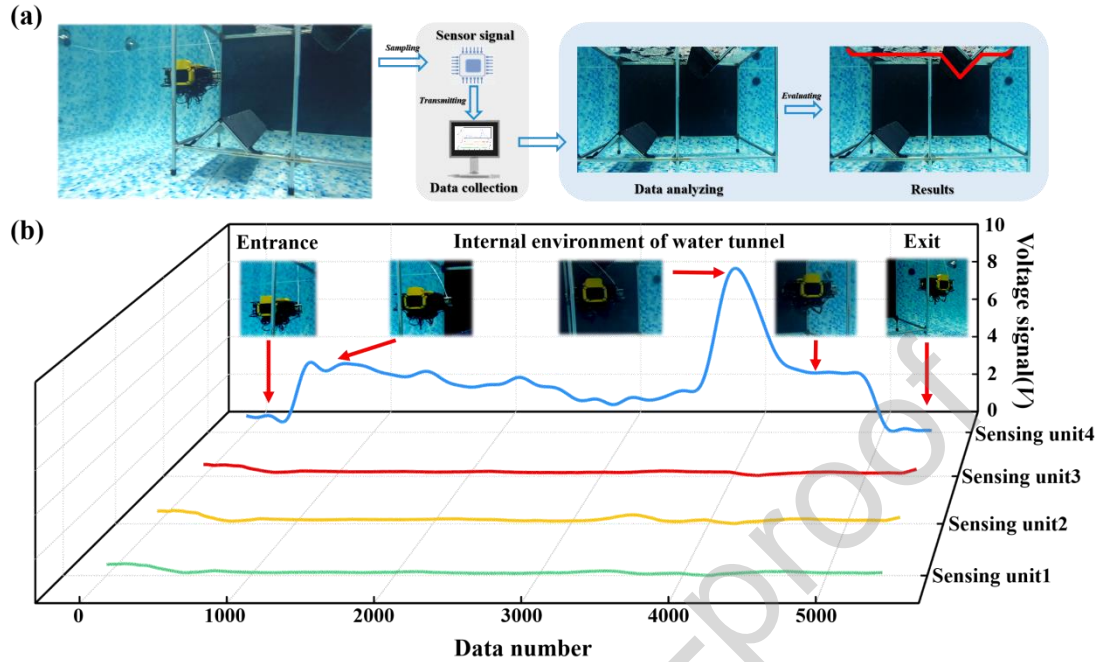 (a)
Sampling
Sensor signal
Transmitting
Data collection
Data analyzing
Evaluating
Results
(b)
Entrance
Internal environment of water tunnel
Exit
10
8
6
4
2
0
Voltage signal(V)
Sensing unit4
Sensing unit3
Sensing unit2
Sensing unit1
0
1000
2000
3000
4000
5000
Data number
-proof